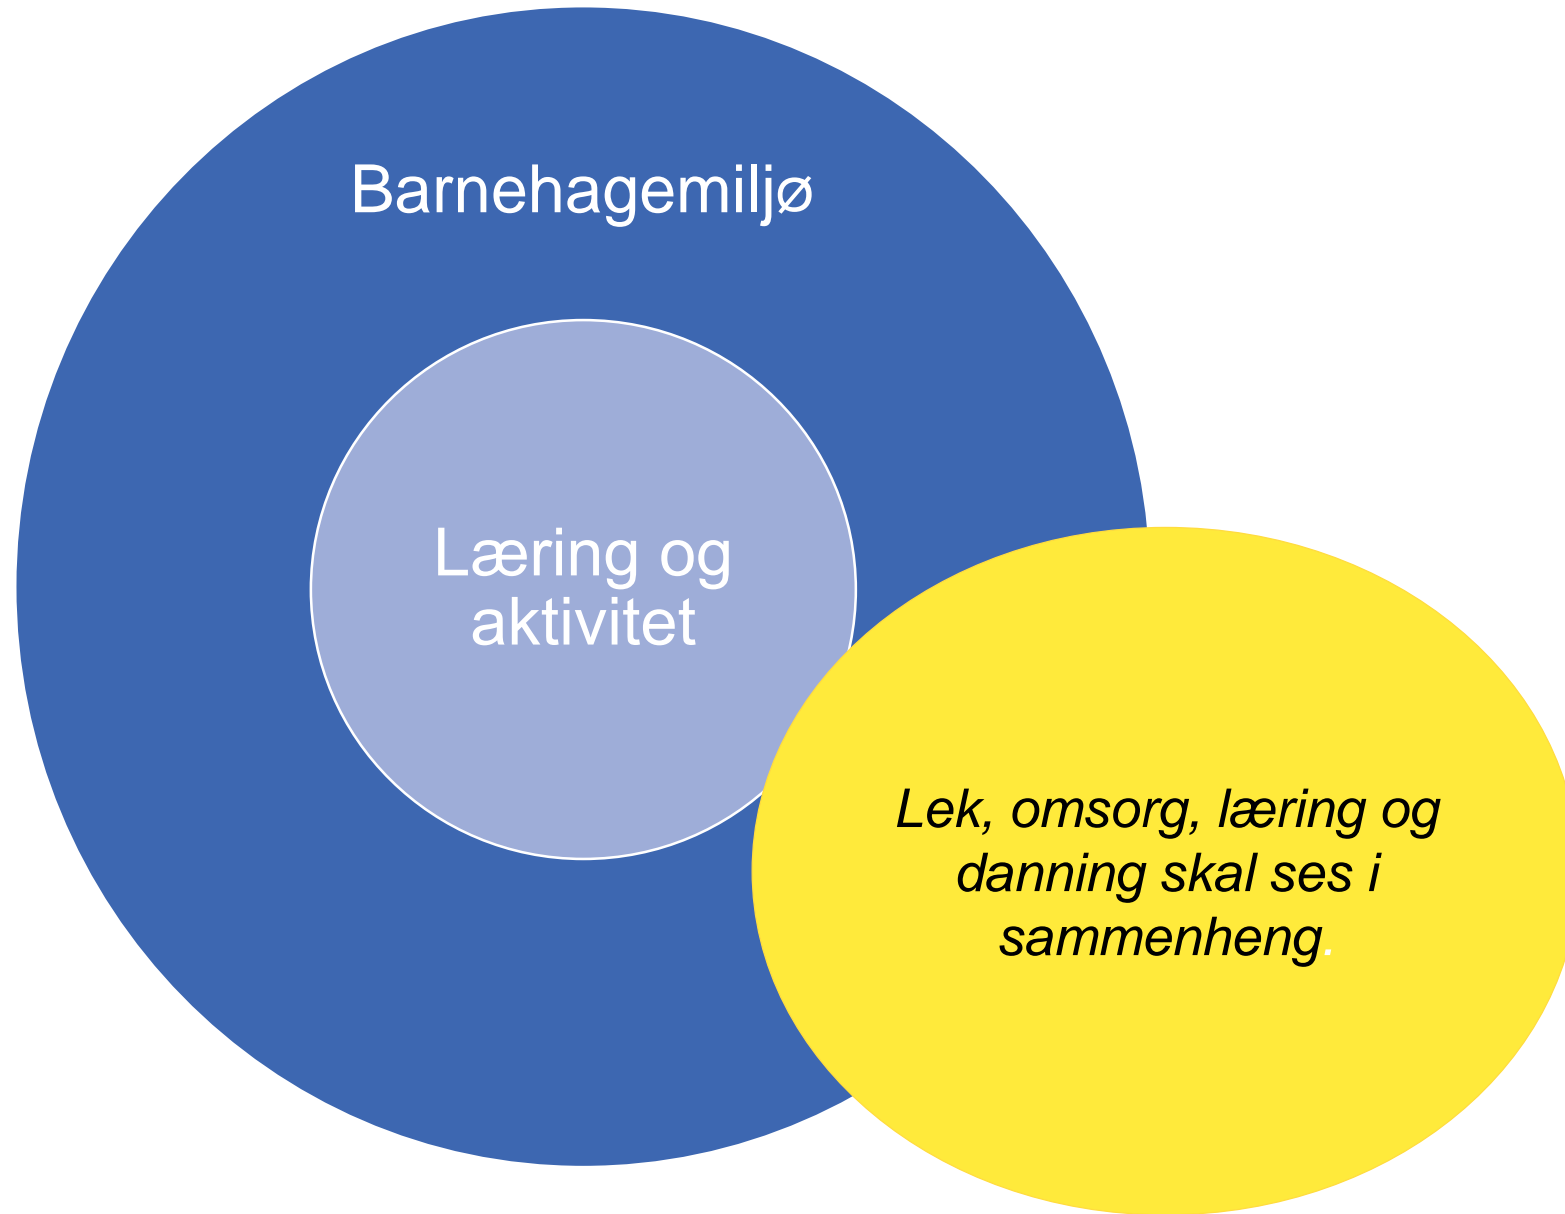 Barnehagemiljø
Læring og
aktivitet
Lek, omsorg, læring og
danning skal ses i
sammenheng.